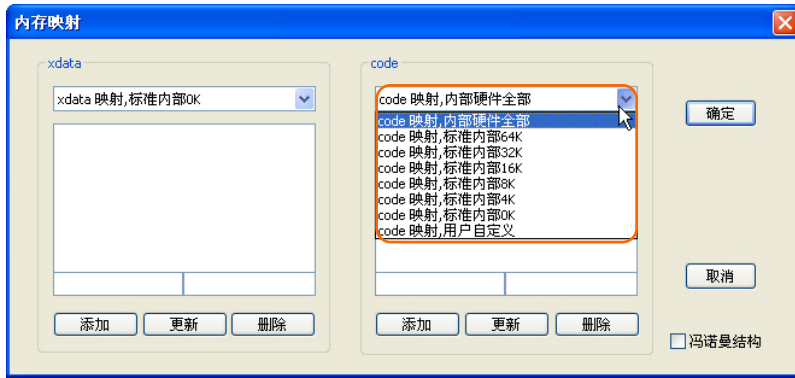 内存映射
xdata
xdata 映射,标准内部0K
添加
更新
删除
code
code 映射,内部硬件全部
code 映射,内部硬件全部
code 映射,标准内部64K
code 映射,标准内部32K
code 映射,标准内部16K
code 映射,标准内部8K
code 映射,标准内部4K
code 映射,标准内部0K
code 映射,用户自定义
添加
更新
删除
确定
取消
冯诺曼结构